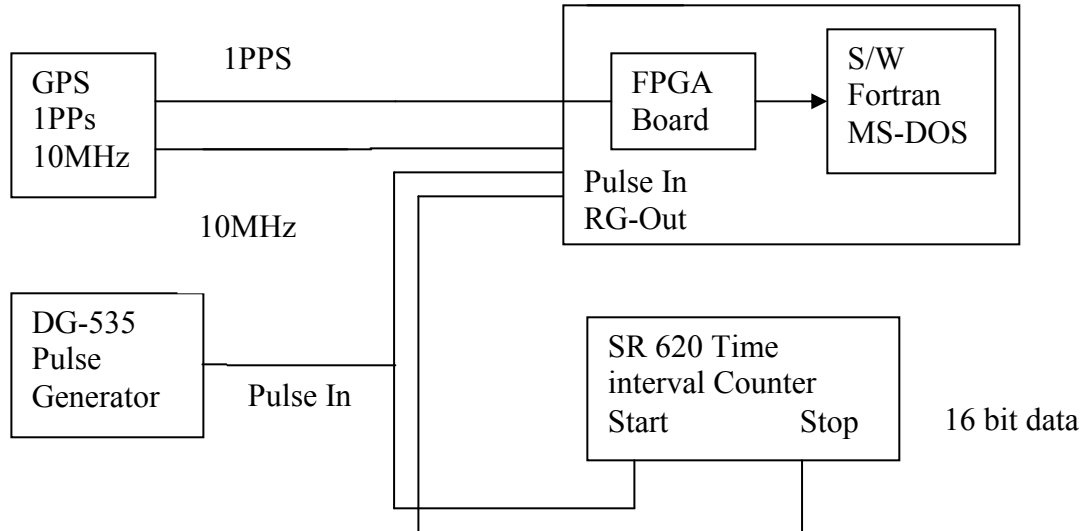 1PPS
GPS
1PPs
10MHz
FPGA
Board
S/W
Fortran
MS-DOS
Pulse In
RG-Out
10MHz
DG-535
Pulse
Generator
Pulse In
SR 620 Time
interval Counter
Start Stop
16 bit data